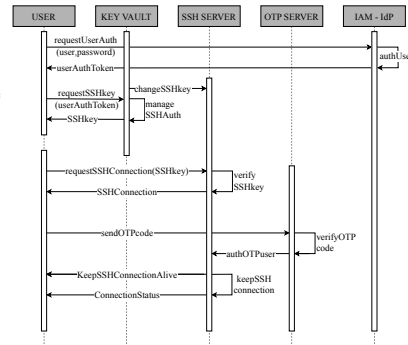 USER
KEY VAULT
SSH SERVER
OTP SERVER
IAM - IdP
requestUserAuth
(user,password)
authUser
userAuthToken
changeSSHkey
requestSSHkey
(userAuthToken)
manage
SSHAuth
SSHkey
requestSSHConnection(SSHkey)
verify
SSHkey
SSHConnection
sendOTPcode
verifyOTP
code
authOTPuser
KeepSSHConnectionAlive
keepSSH
connection
ConnectionStatus